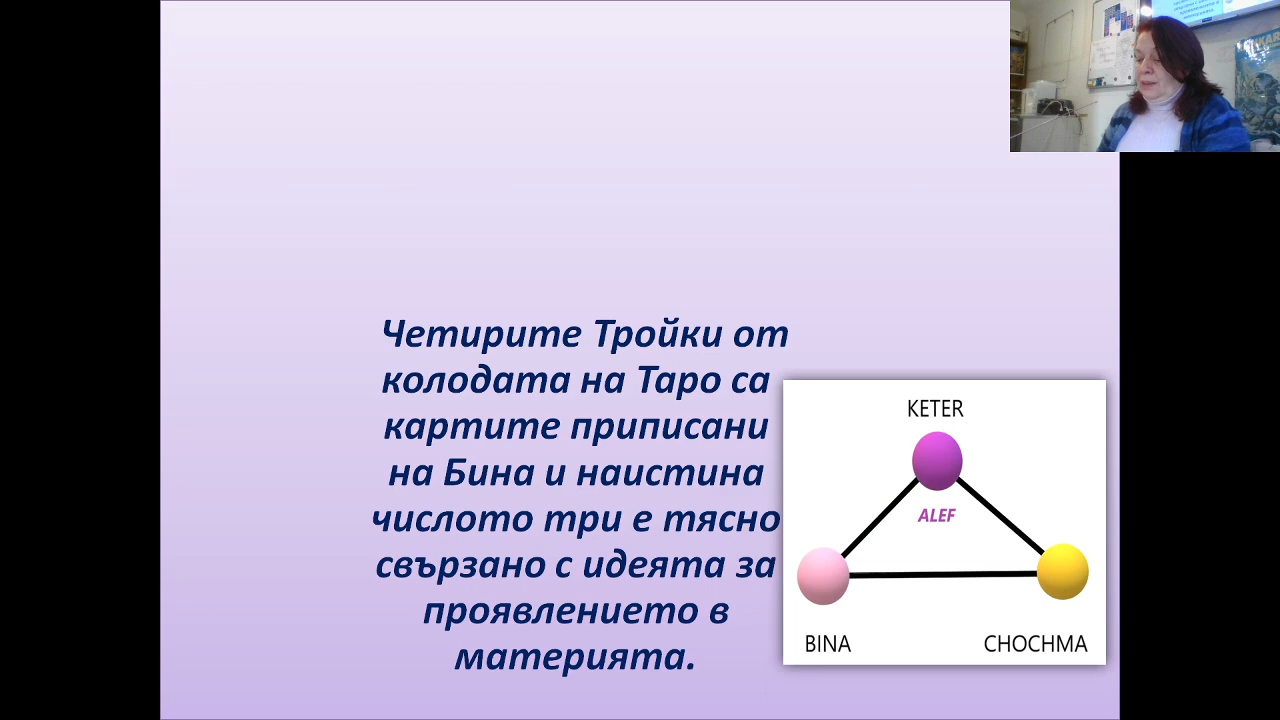 Четирите Тройки от
колодата на Таро са
картите приписани
на Бина и наистина
числото три е тясно
свързано с идеята за
проявлението в
материята.
KETER
ALEF
BINA
CHOCHMA